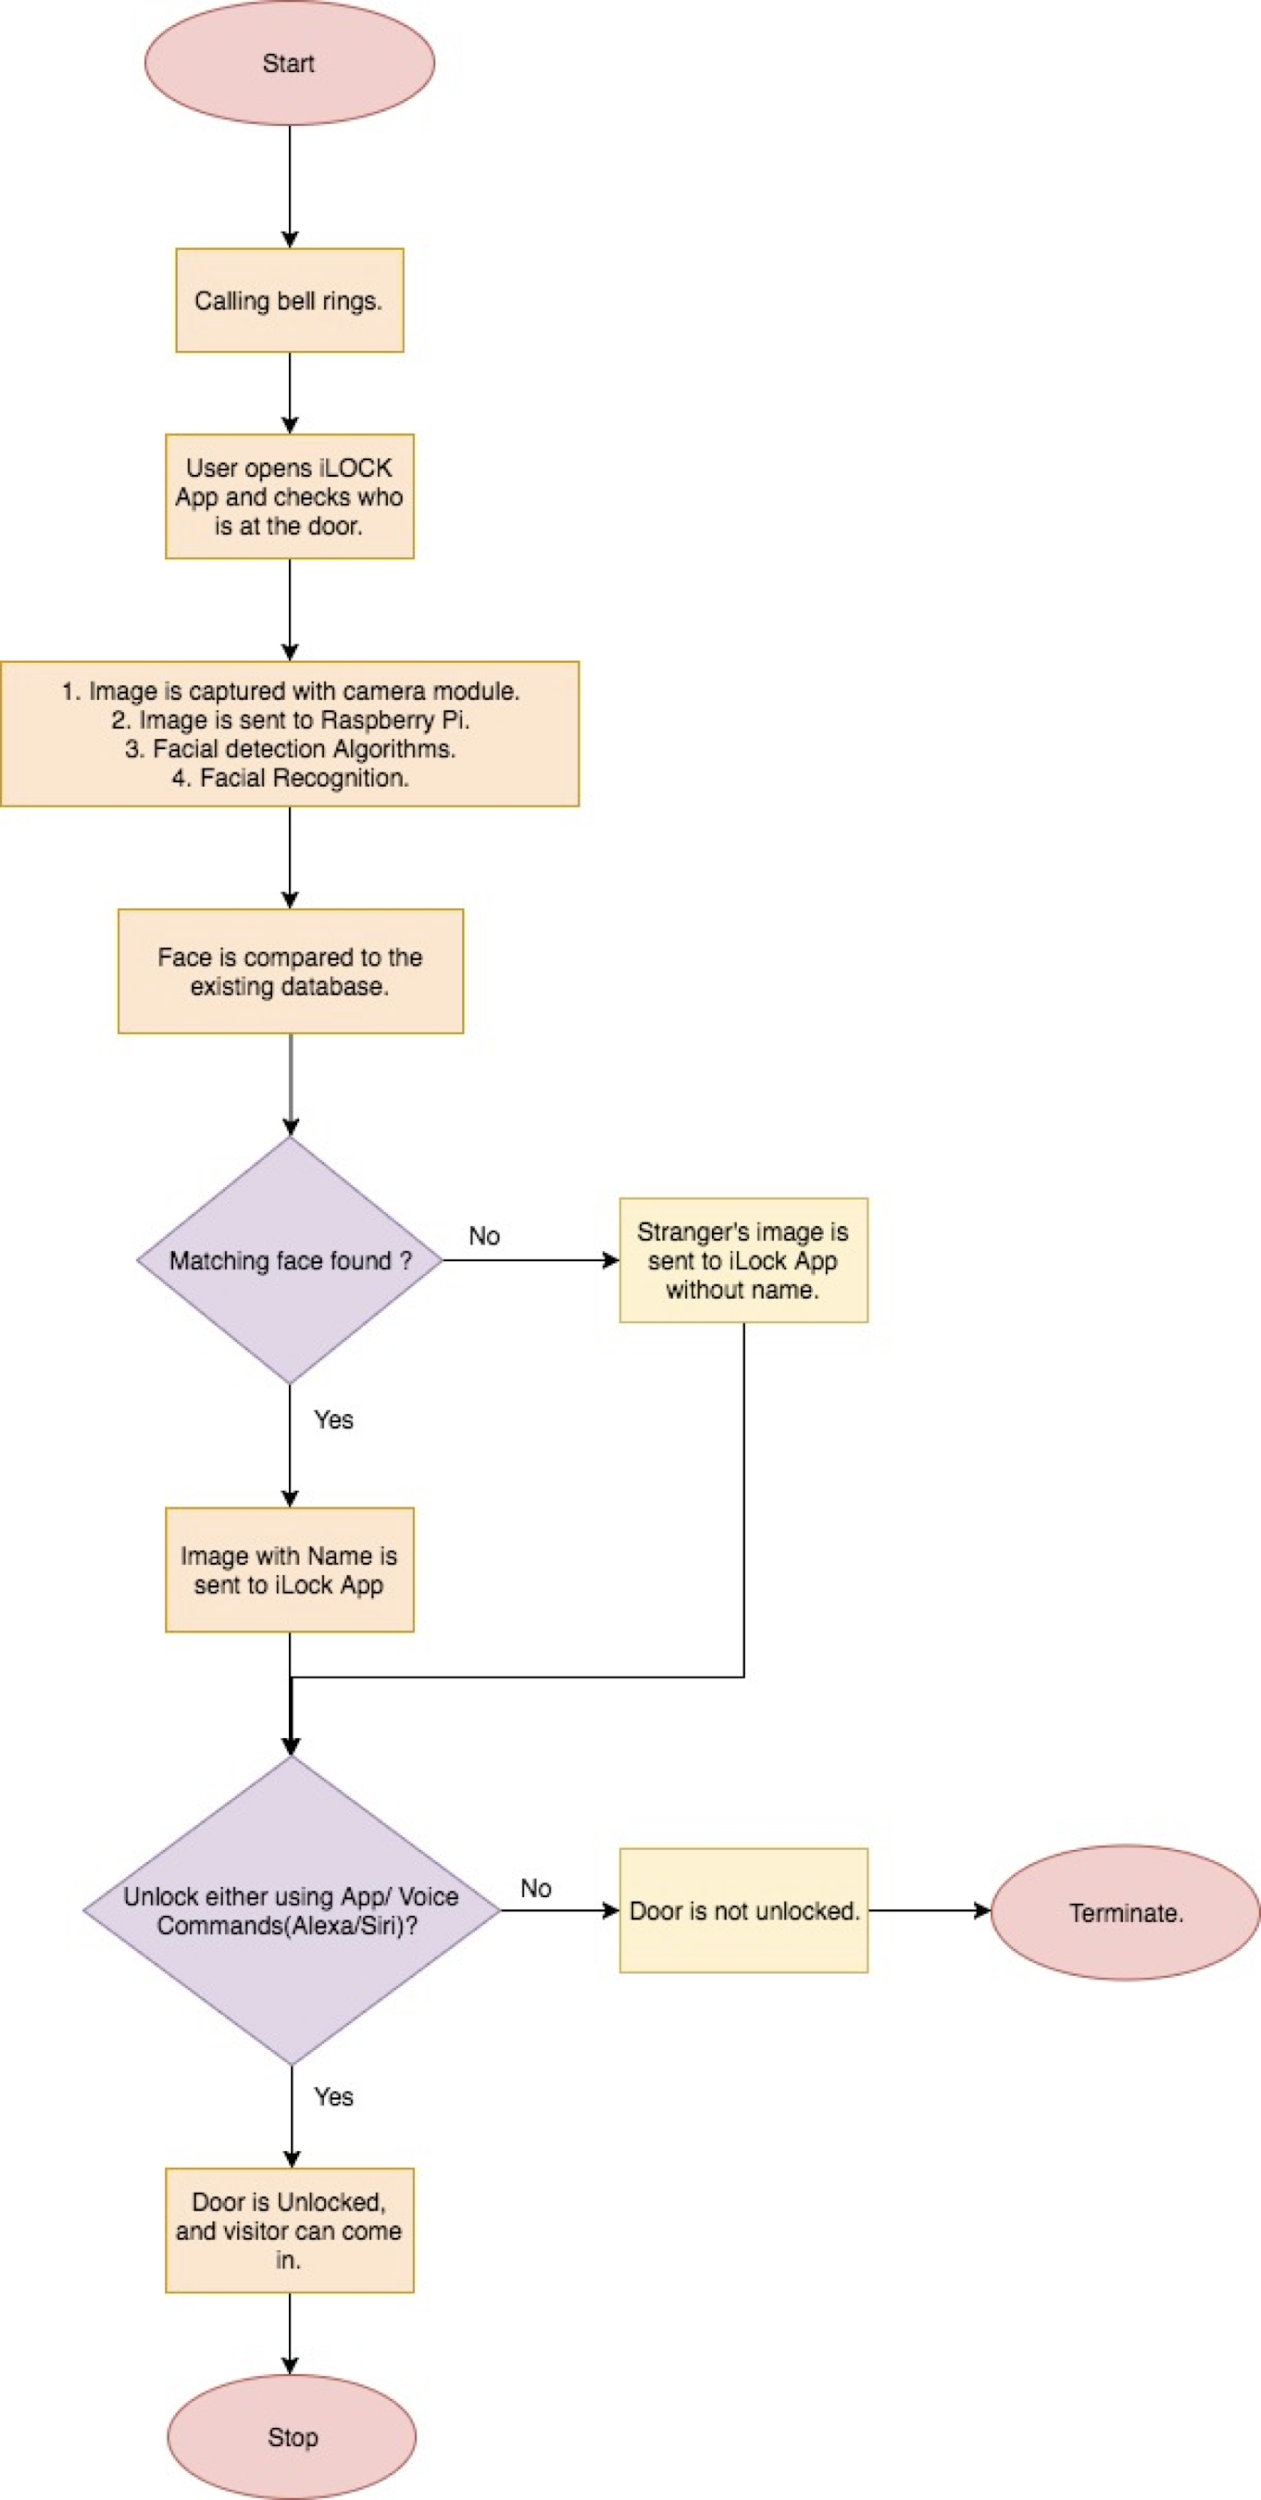 Start
Calling bell rings.
User opens iLOCK
App and checks who
is at the door.
1. Image is captured with camera module.
2. Image is sent to Raspberry Pi.
3. Facial detection Algorithms.
4. Facial Recognition.
Face is compared to the
existing database.
Matching face found ?
No
Stranger's image is
sent to iLock App
without name.
Yes
Image with Name is
sent to iLock App
Unlock either using App/ Voice
Commands(Alexa/Siri)?
No
Door is not unlocked.
Terminate.
Yes
Door is Unlocked,
and visitor can come
in.
Stop